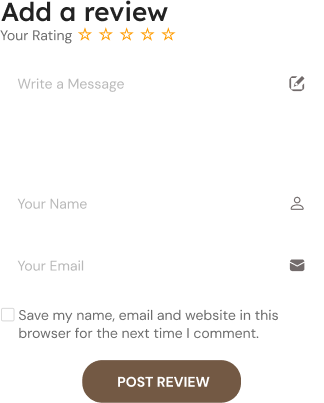 Add a review
Your Rating
Write a Message
Your Name
Your Email
Save my name, email and website in this
browser for the next time I comment.
POST REVIEW